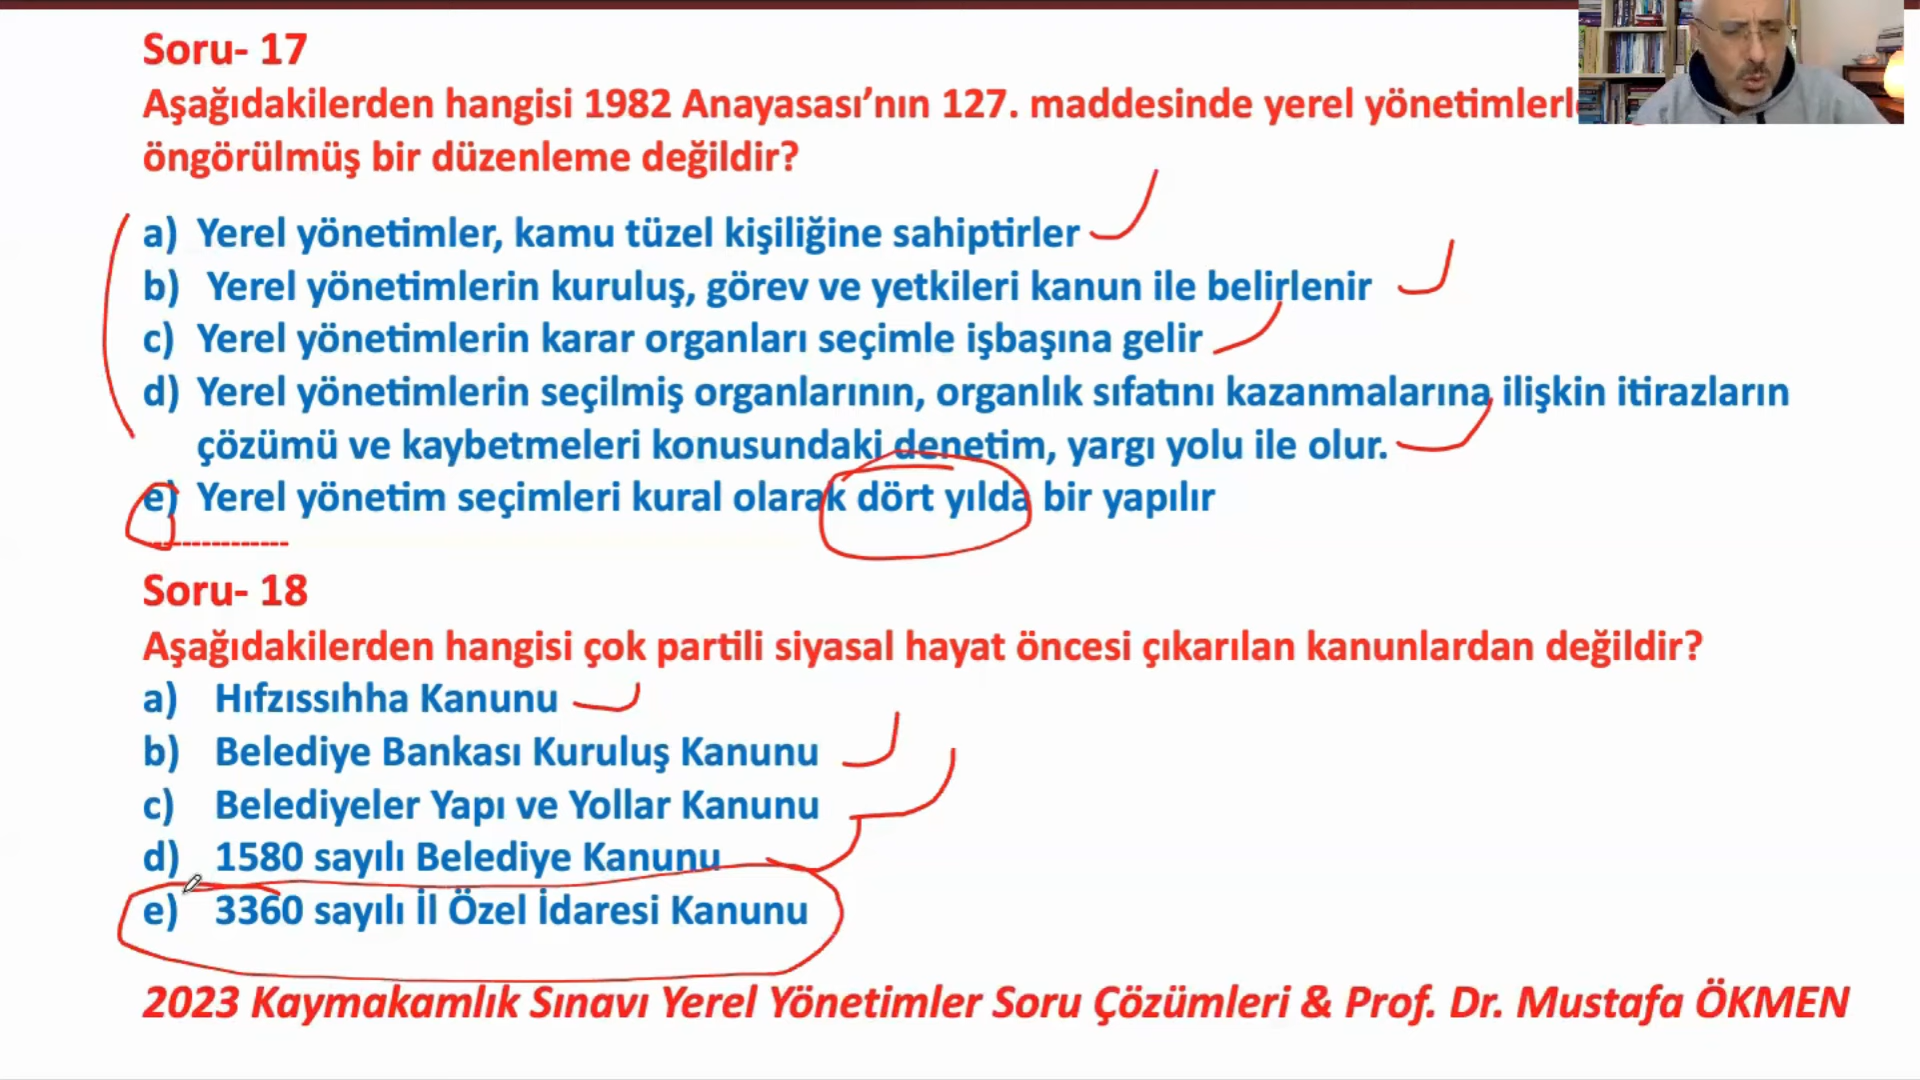 Soru- 17
Aşağıdakilerden hangisi 1982 Anayasası’nın 127. maddesinde yerel yönetimlerl
öngörülmüş bir düzenleme değildir?
a) Yerel yönetimler, kamu tüzel kişiliğine sahiptirler
b) Yerel yönetimlerin kuruluş, görev ve yetkileri kanun ile belirlenir
c) Yerel yönetimlerin karar organları seçimle işbaşına gelir
d) Yerel yönetimlerin seçilmiş organlarının, organlık sıfatını kazanmalarına ilişkin itirazların
çözümü ve kaybetmeleri konusundaki denetim, yargı yolu ile olur.
e) Yerel yönetim seçimleri kural olarak dört yılda bir yapılır
---------------
Soru- 18
Aşağıdakilerden hangisi çok partili siyasal hayat öncesi çıkarılan kanunlardan değildir?
a) Hıfzıssıhha Kanunu
b) Belediye Bankası Kuruluş Kanunu
c) Belediyeler Yapı ve Yollar Kanunu
d) 1580 sayılı Belediye Kanunu
e) 3360 sayılı İl Özel İdaresi Kanunu
2023 Kaymakamlık Sınavı Yerel Yönetimler Soru Çözümleri & Prof. Dr. Mustafa ÖKMEN